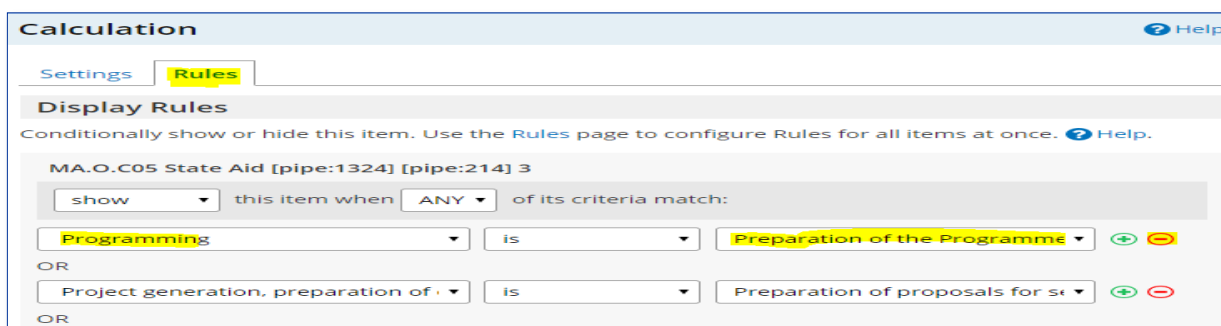 Calculation
Help
Settings Rules
Display Rules
Conditionally show or hide this item. Use the Rules page to configure Rules for all items at once. Help.
MA.O.C05 State Aid [pipe:1324] [pipe:214] 3
show this item when ANY of its criteria match:
Programming is Preparation of the Programme
OR
Project generation, preparation of is Preparation of proposals for
OR